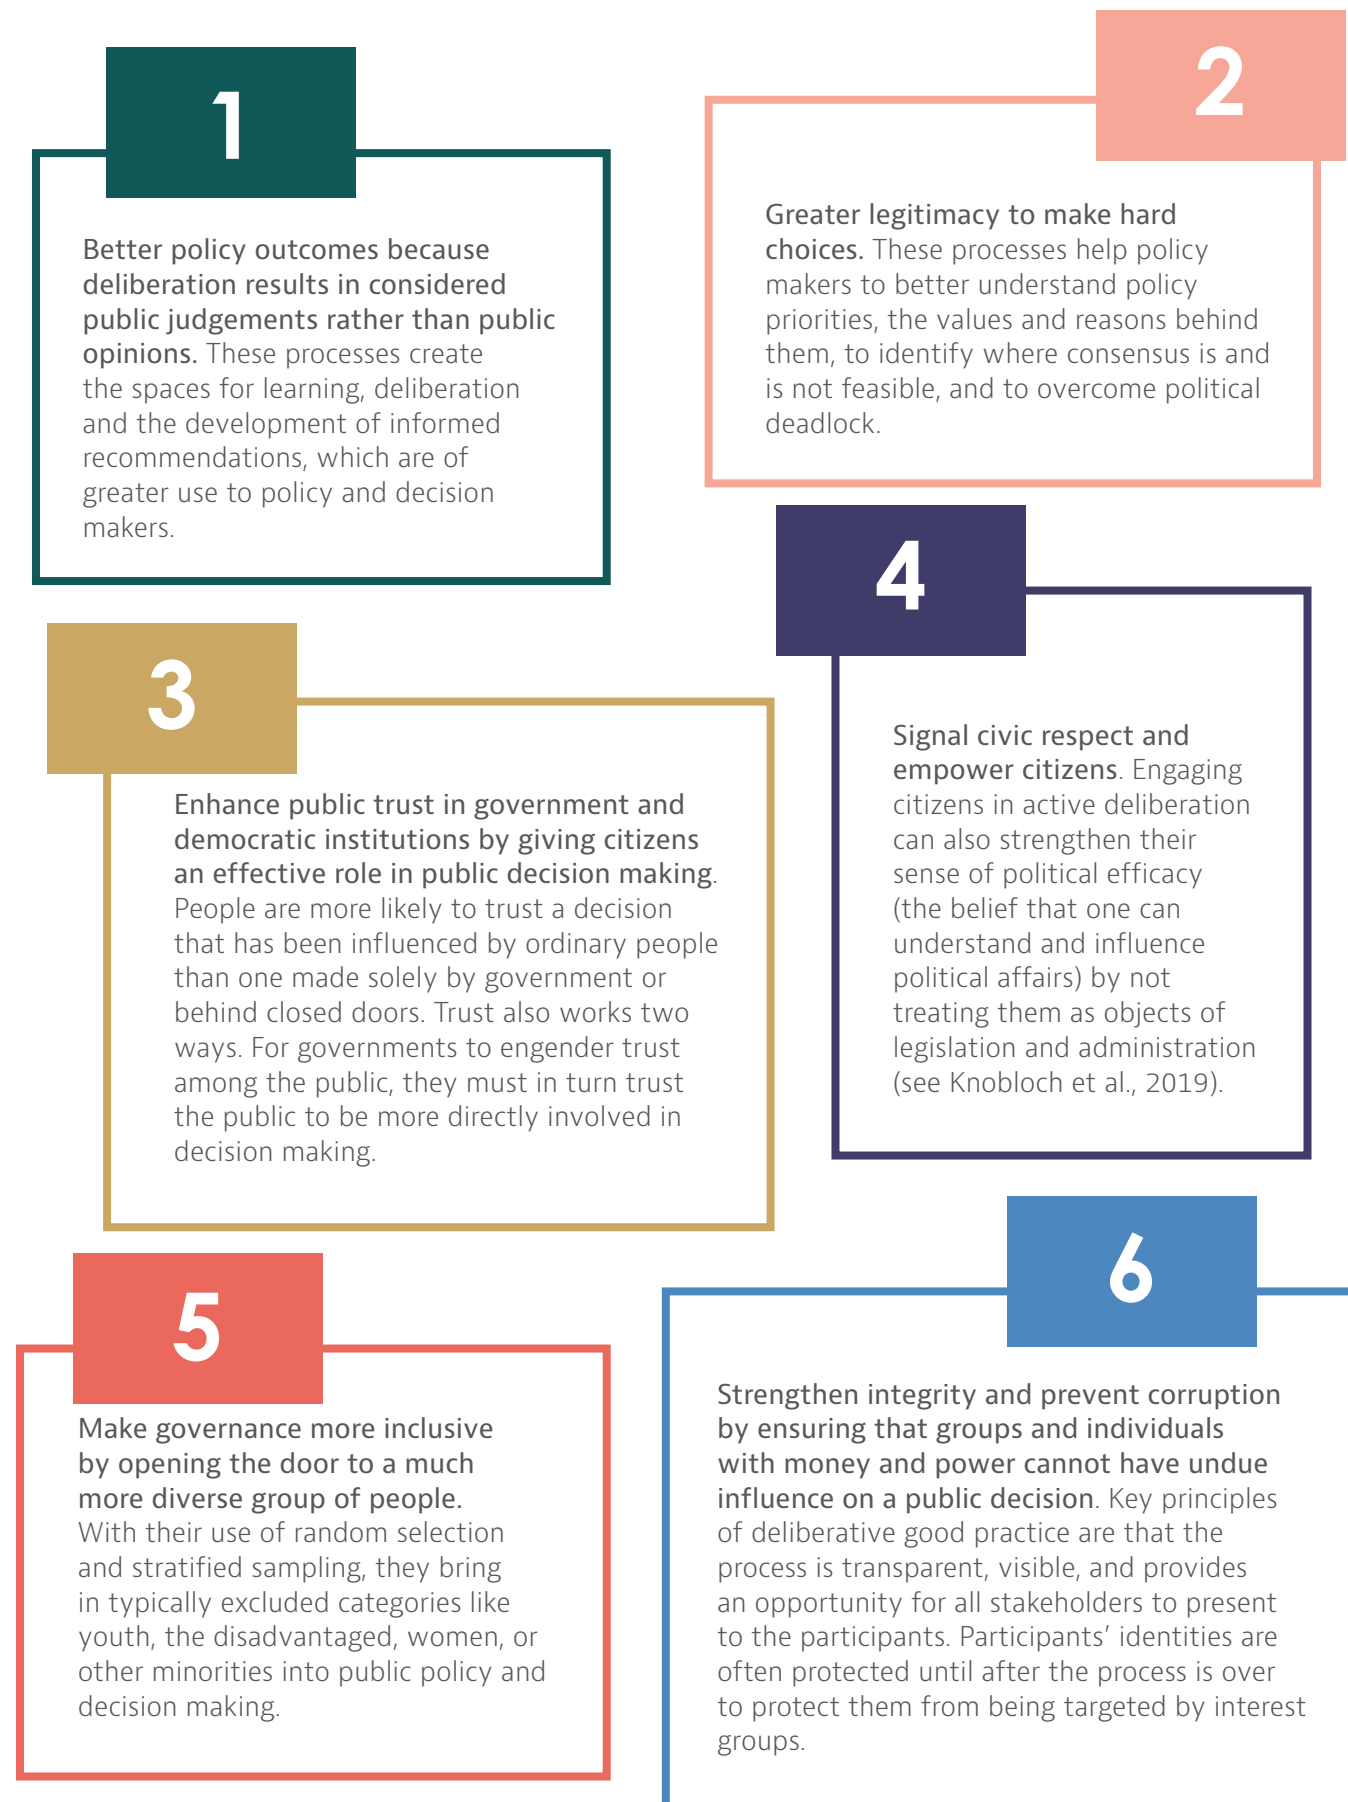 1
Better policy outcomes because
deliberation results in considered
public judgements rather than public
opinions. These processes create
the spaces for learning, deliberation
and the development of informed
recommendations, which are of
greater use to policy and decision
makers.
2
Greater legitimacy to make hard
choices. These processes help policy
makers to better understand policy
priorities, the values and reasons behind
them, to identify where consensus is and
is not feasible, and to overcome political
deadlock.
3
Enhance public trust in government and
democratic institutions by giving citizens
an effective role in public decision making.
People are more likely to trust a decision
that has been influenced by ordinary people
than one made solely by government or
behind closed doors. Trust also works two
ways. For governments to engender trust
among the public, they must in turn trust
the public to be more directly involved in
decision making.
4
Signal civic respect and
empower citizens. Engaging
citizens in active deliberation
can also strengthen their
sense of political efficacy
(the belief that one can
understand and influence
political affairs) by not
treating them as objects of
legislation and administration
(see Knobloch et al., 2019).
5
Make governance more inclusive
by opening the door to a much
more diverse group of people.
With their use of random selection
and stratified sampling, they bring
in typically excluded categories like
youth, the disadvantaged, women, or
other minorities into public policy and
decision making.
6
Strengthen integrity and prevent corruption
by ensuring that groups and individuals
with money and power cannot have undue
influence on a public decision. Key principles
of deliberative good practice are that the
process is transparent, visible, and provides
an opportunity for all stakeholders to present
to the participants. Participants’ identities are
often protected until after the process is over
to protect them from being targeted by interest
groups.